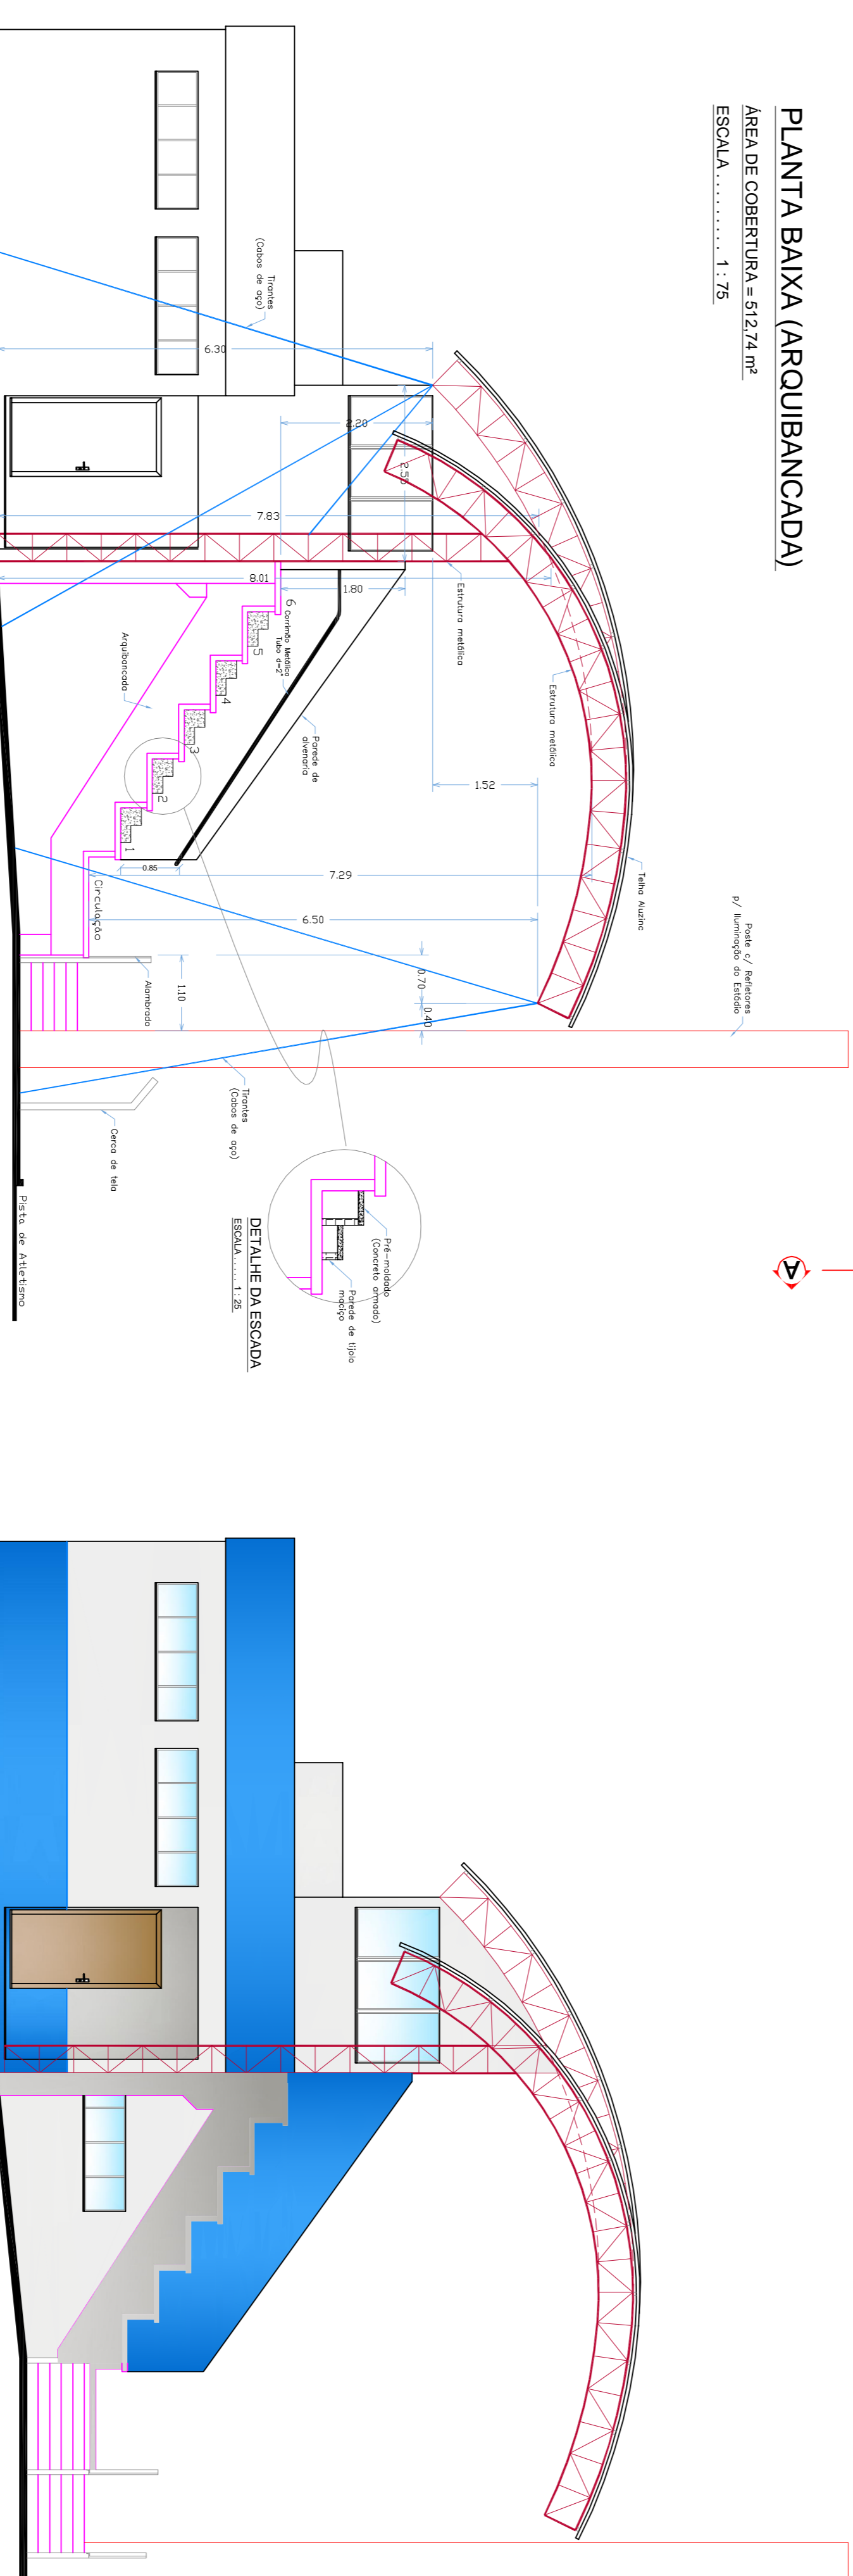 PLANTA BAIXA (ARQUIBANCADA)
ÁREA DE COBERTURA = 512,74 m²
ESCALA . . . . . . . . . . 1 : 75
Poste c/ Refletores
p/ Iluminação do Estádio
Telha Aluzinc
Estrutura metálica
Estrutura metálica
Tirantes
(Cabos de aço)
6.30
2.20
2.55
7.83
8.01
1.80
1.52
Corrimão Metálico
Tubo d=2"
Parede de
alvenaria
Arquibancada
6
5
4
3
2
1
0.85
7.29
6.50
Circulação
0.70
0.40
1.10
Alambrado
Tirantes
(Cabos de aço)
Cerca de tela
Pista de Atletismo
Pré-moldado
(Concreto armado)
Parede de tijolo
maciço
DETALHE DA ESCADA
ESCALA . . . . . 1 : 25
A